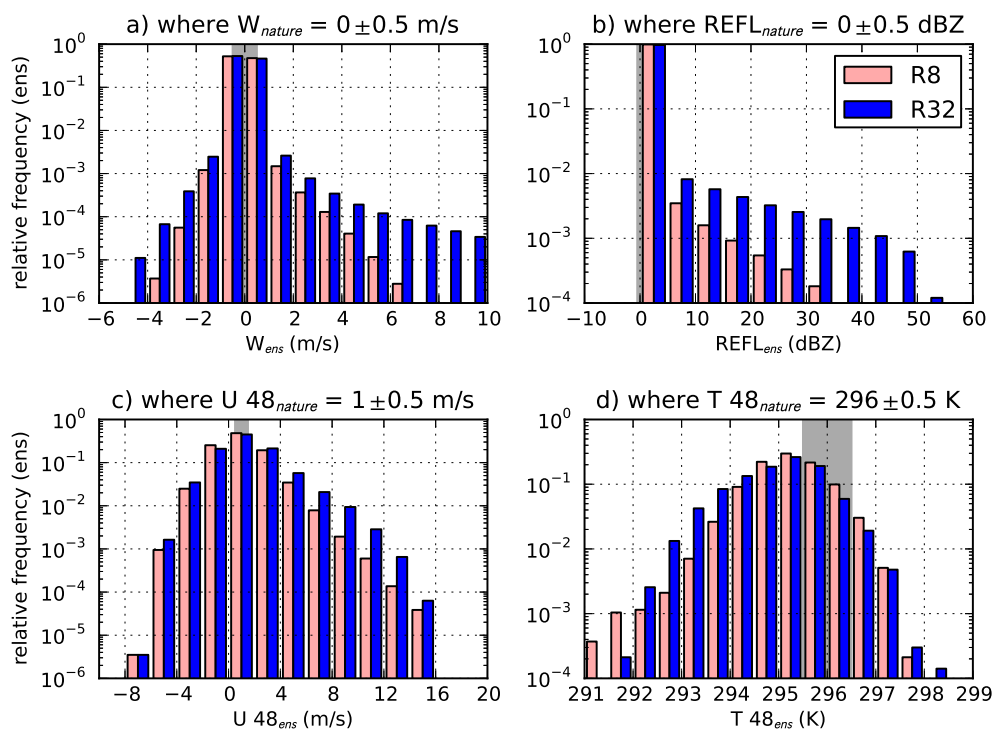 a) where W_nature = 0±0.5 m/s
b) where REFL_nature = 0±0.5 dBZ
relative frequency (ens)
10^0
10^-1
10^-2
10^-3
10^-4
10^-5
10^-6
−6 −4 −2 0 2 4 6 8 10
W_ens (m/s)
10^0
10^-1
10^-2
10^-3
10^-4
R8
R32
−10 0 10 20 30 40 50 60
REFL_ens (dBZ)
c) where U 48_nature = 1±0.5 m/s
d) where T 48_nature = 296±0.5 K
relative frequency (ens)
10^0
10^-1
10^-2
10^-3
10^-4
10^-5
10^-6
−8 −4 0 4 8 12 16 20
U 48_ens (m/s)
10^0
10^-1
10^-2
10^-3
10^-4
291 292 293 294 295 296 297 298 299
T 48_ens (K)